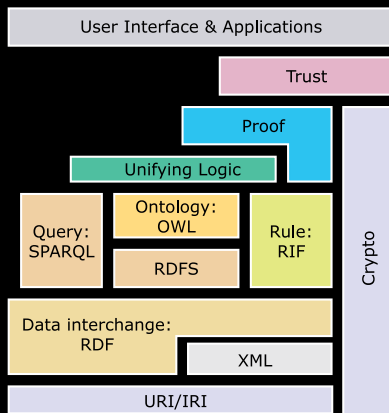 User Interface & Applications
Trust
Proof
Unifying Logic
Query:
SPARQL
Ontology:
OWL
RDFS
Rule:
RIF
Crypto
Data interchange:
RDF
XML
URI/IRI